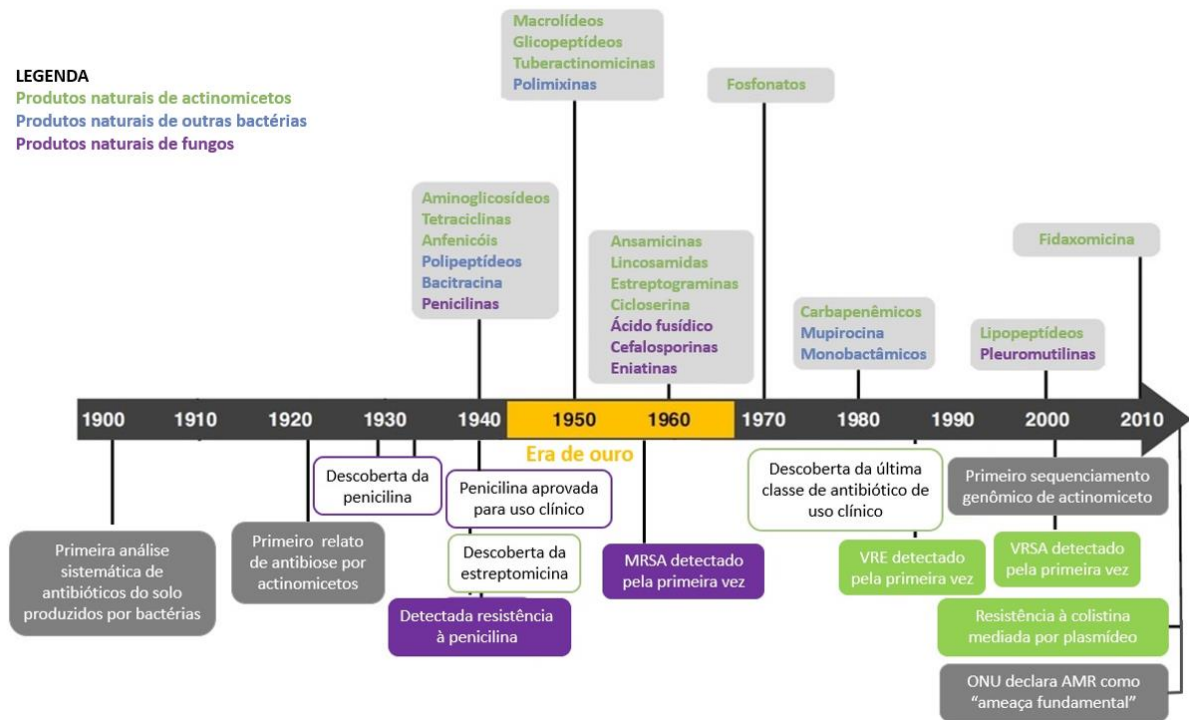 LEGENDA
Produtos naturais de actinomicetos
Produtos naturais de outras bactérias
Produtos naturais de fungos
Macrolídeos
Glicopeptídeos
Tuberactinomicinas
Polimixinas
Fosfonatos
Aminoglicosídeos
Tetraciclinas
Anfenicóis
Polipeptídeos
Bacitracina
Penicilinas
Ansamicinas
Lincosamidas
Estreptograminas
Cicloserina
Ácido fusídico
Cefalosporinas
Eniatinas
Carbapenêmicos
Mupirocina
Monobactâmicos
Lipopeptídeos
Pleuromutilinas
Fidaxomicina
1900 1910 1920 1930 1940 1950 1960 1970 1980 1990 2000 2010
Era de ouro
Primeira análise
sistemática de
antibióticos do solo
produzidos por bactérias
Primeiro relato
de antibiose por
actinomicetos
Descoberta da
penicilina
Penicilina aprovada
para uso clínico
Descoberta da
estreptomicina
Detectada resistência
à penicilina
MRSA detectado
pela primeira vez
Descoberta da última
classe de antibiótico de
uso clínico
VRE detectado
pela primeira vez
Primeiro sequenciamento
genômico de actinomiceto
VRSA detectado
pela primeira vez
Resistência à colistina
mediada por plasmídeo
ONU declara AMR como
“ameaça fundamental”